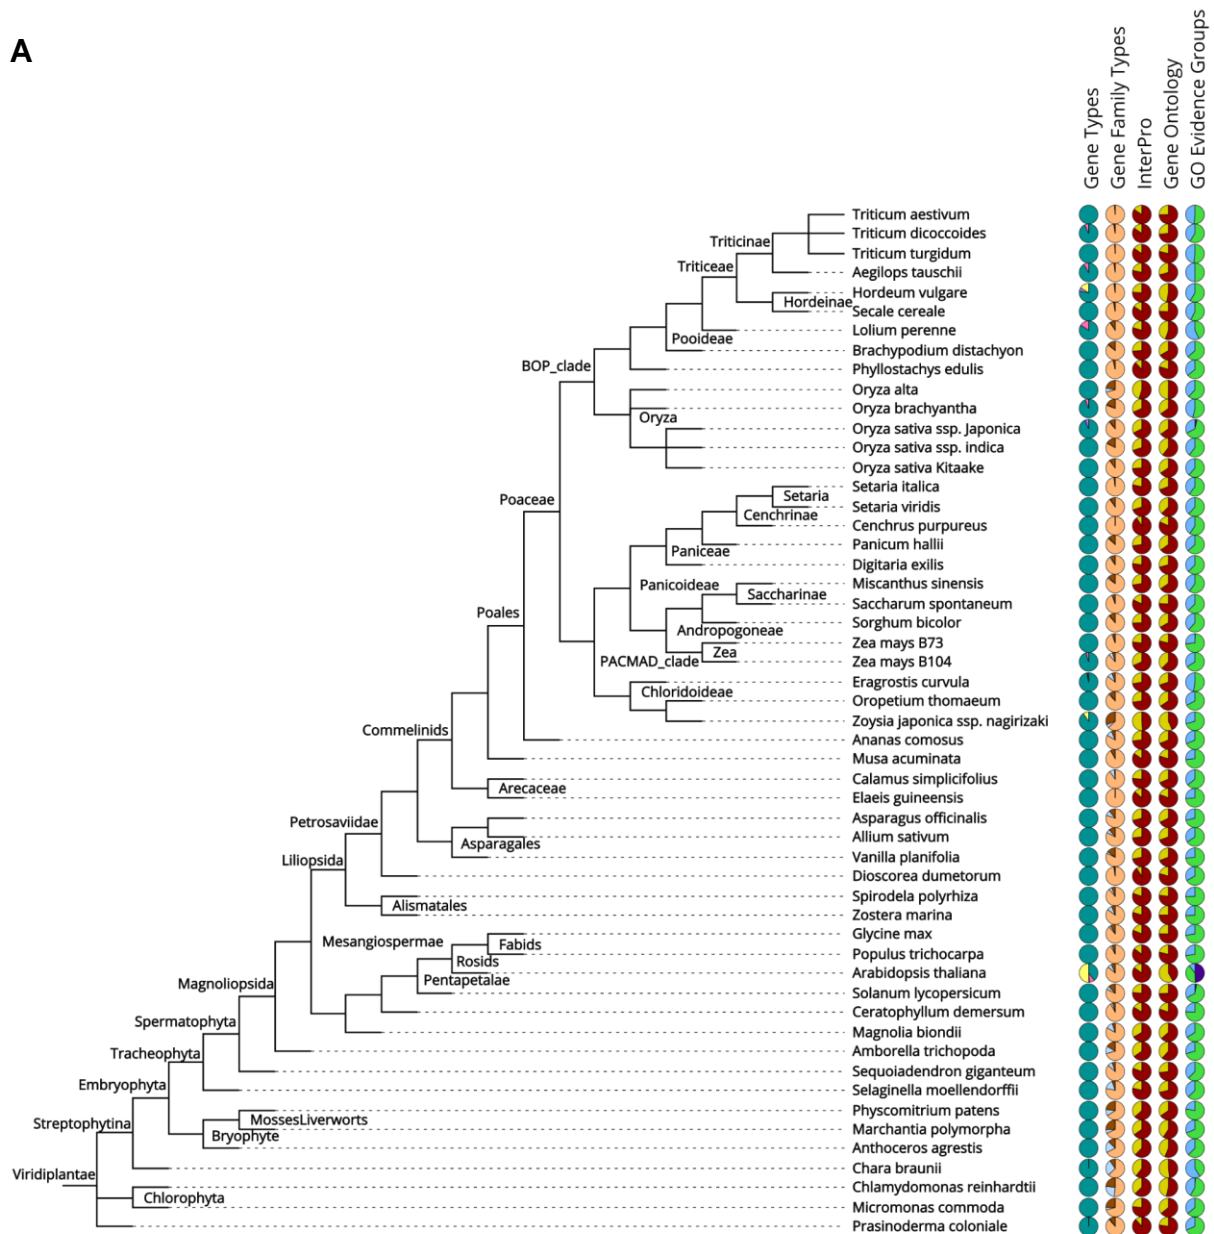 A
Gene Types
Gene Family Types
InterPro
Gene Ontology
GO Evidence Groups
Triticum aestivum
Triticum dicoccoides
Triticinae
Triticum turgidum
Triticeae
Aegilops tauschii
Hordeum vulgare
Hordeinae
Secale cereale
Lolium perenne
Pooideae
Brachypodium distachyon
BOP_clade
Phyllostachys edulis
Oryza alta
Oryza brachyantha
Oryza
Oryza sativa ssp. Japonica
Oryza sativa ssp. indica
Oryza sativa Kitaake
Setaria italica
Setaria
Poaceae
Setaria viridis
Cenchrinae
Cenchrus purpureus
Panicum hallii
Paniceae
Digitaria exilis
Panicoideae
Miscanthus sinensis
Saccharinae
Saccharum spontaneum
Poales
Sorghum bicolor
Andropogoneae
Zea mays B73
Zea
PACMAD_clade
Zea mays B104
Eragrostis curvula
Chloridoideae
Oropetium thomaeum
Zoysia japonica ssp. nagirizaki
Commelinids
Ananas comosus
Musa acuminata
Calamus simplicifolius
Arecaceae
Elaeis guineensis
Petrosaviidae
Asparagus officinalis
Allium sativum
Asparagales
Vanilla planifolia
Liliopsida
Dioscorea dumetorum
Spirodela polyrhiza
Alismatales
Zostera marina
Glycine max
Mesangiospermae
Fabids
Populus trichocarpa
Rosids
Arabidopsis thaliana
Pentapetalae
Magnoliopsida
Solanum lycopersicum
Ceratophyllum demersum
Spermatophyta
Magnolia biondii
Tracheophyta
Amborella trichopoda
Sequoiadendron giganteum
Embryophyta
Selaginella moellendorffii
Physcomitrium patens
MossesLiverworts
Streptophytina
Marchantia polymorpha
Bryophyte
Anthoceros agrestis
Chara braunii
Viridiplantae
Chlamydomonas reinhardtii
Chlorophyta
Micromonas commoda
Prasinoderma coloniale